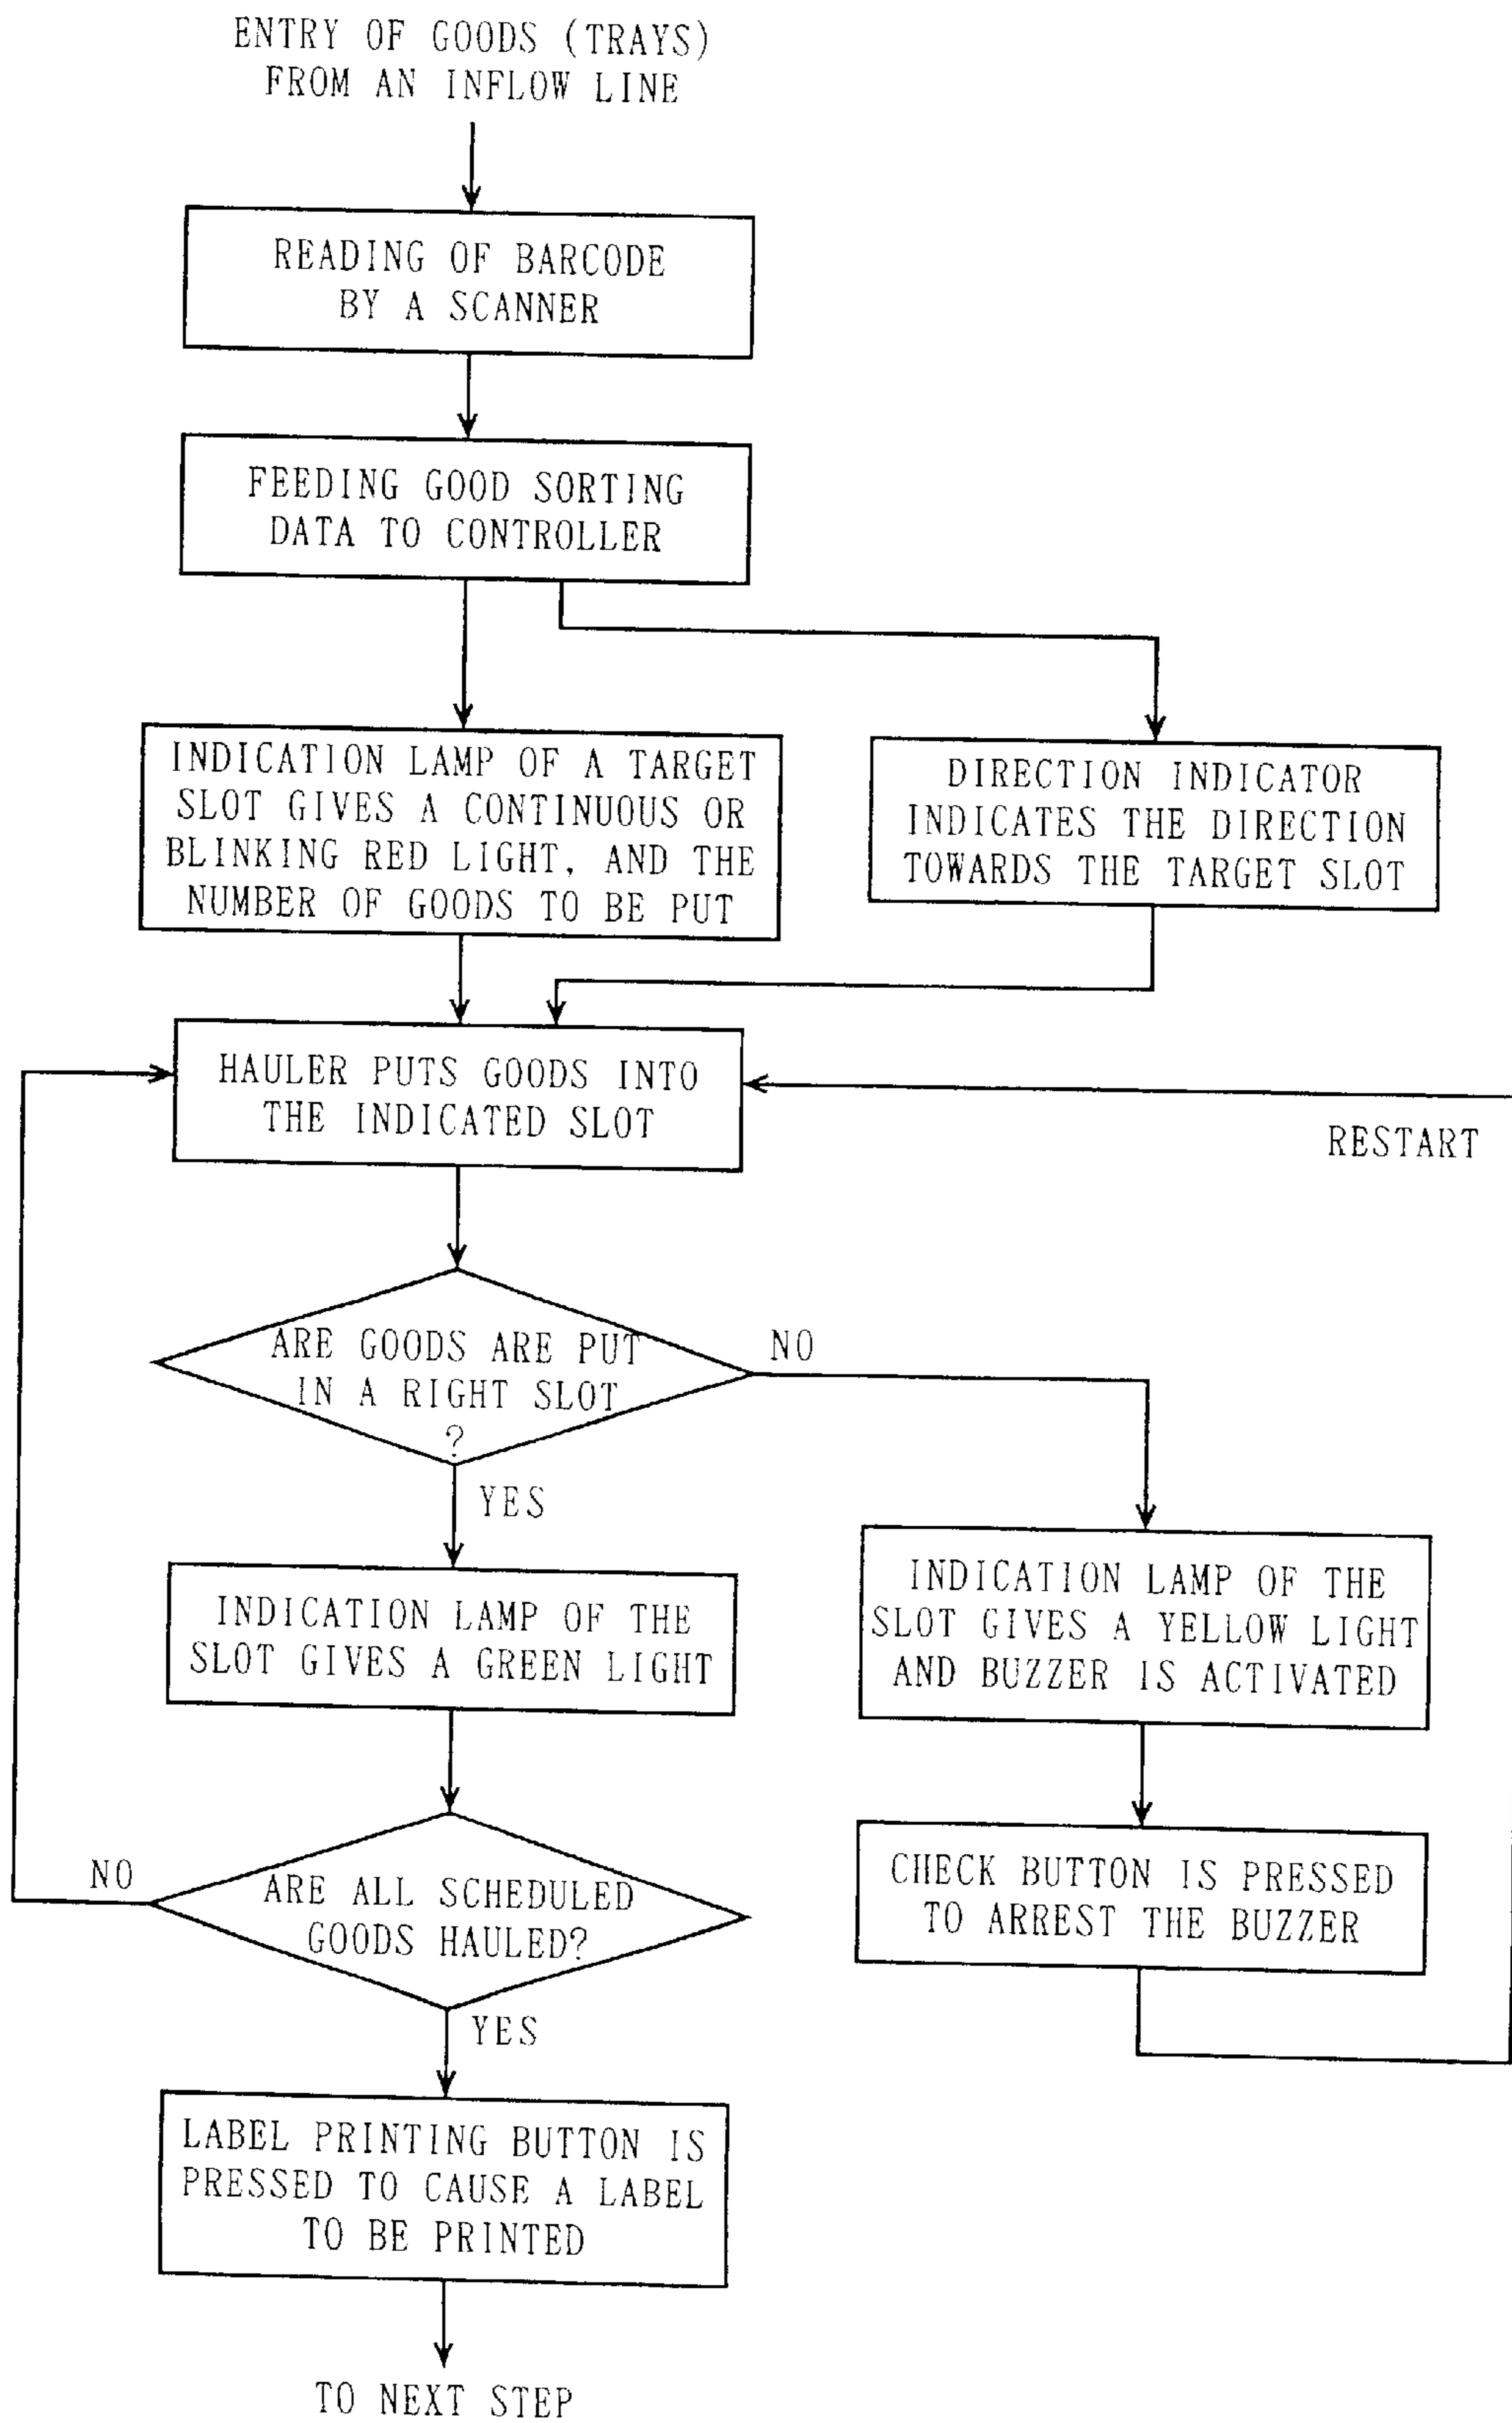 ENTRY OF GOODS (TRAYS)
FROM AN INFLOW LINE
READING OF BARCODE
BY A SCANNER
FEEDING GOOD SORTING
DATA TO CONTROLLER
INDICATION LAMP OF A TARGET
SLOT GIVES A CONTINUOUS OR
BLINKING RED LIGHT, AND THE
NUMBER OF GOODS TO BE PUT
DIRECTION INDICATOR
INDICATES THE DIRECTION
TOWARDS THE TARGET SLOT
HAULER PUTS GOODS INTO
THE INDICATED SLOT
RESTART
ARE GOODS ARE PUT
IN A RIGHT SLOT
?
NO
YES
INDICATION LAMP OF THE
SLOT GIVES A GREEN LIGHT
INDICATION LAMP OF THE
SLOT GIVES A YELLOW LIGHT
AND BUZZER IS ACTIVATED
CHECK BUTTON IS PRESSED
TO ARREST THE BUZZER
NO
ARE ALL SCHEDULED
GOODS HAULED?
YES
LABEL PRINTING BUTTON IS
PRESSED TO CAUSE A LABEL
TO BE PRINTED
TO NEXT STEP